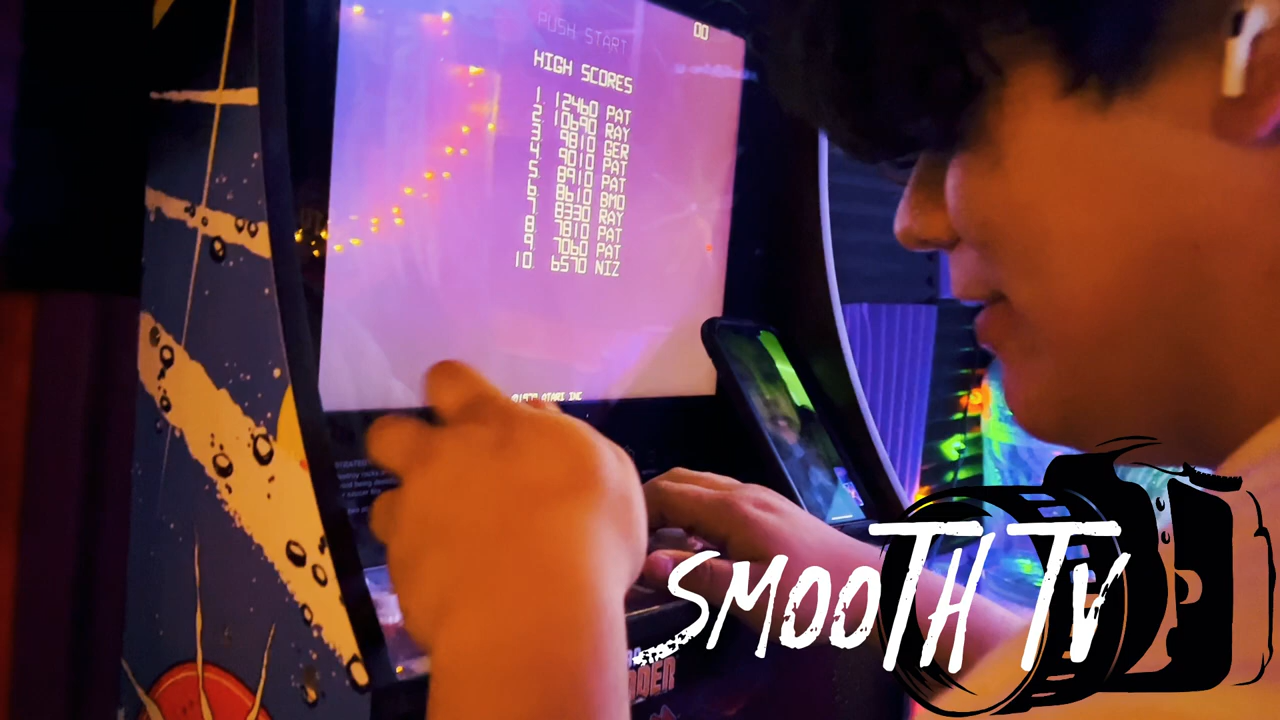 PUSH START
00
HIGH SCORES
1. 12460 PAT
2. 10690 RAY
3. 9810 GER
4. 9010 PAT
5. 8910 PAT
6. 8610 BMO
7. 8330 RAY
8. 7810 PAT
9. 7060 PAT
10. 6570 NIZ
©1979 ATARI INC
SMOOTH TV